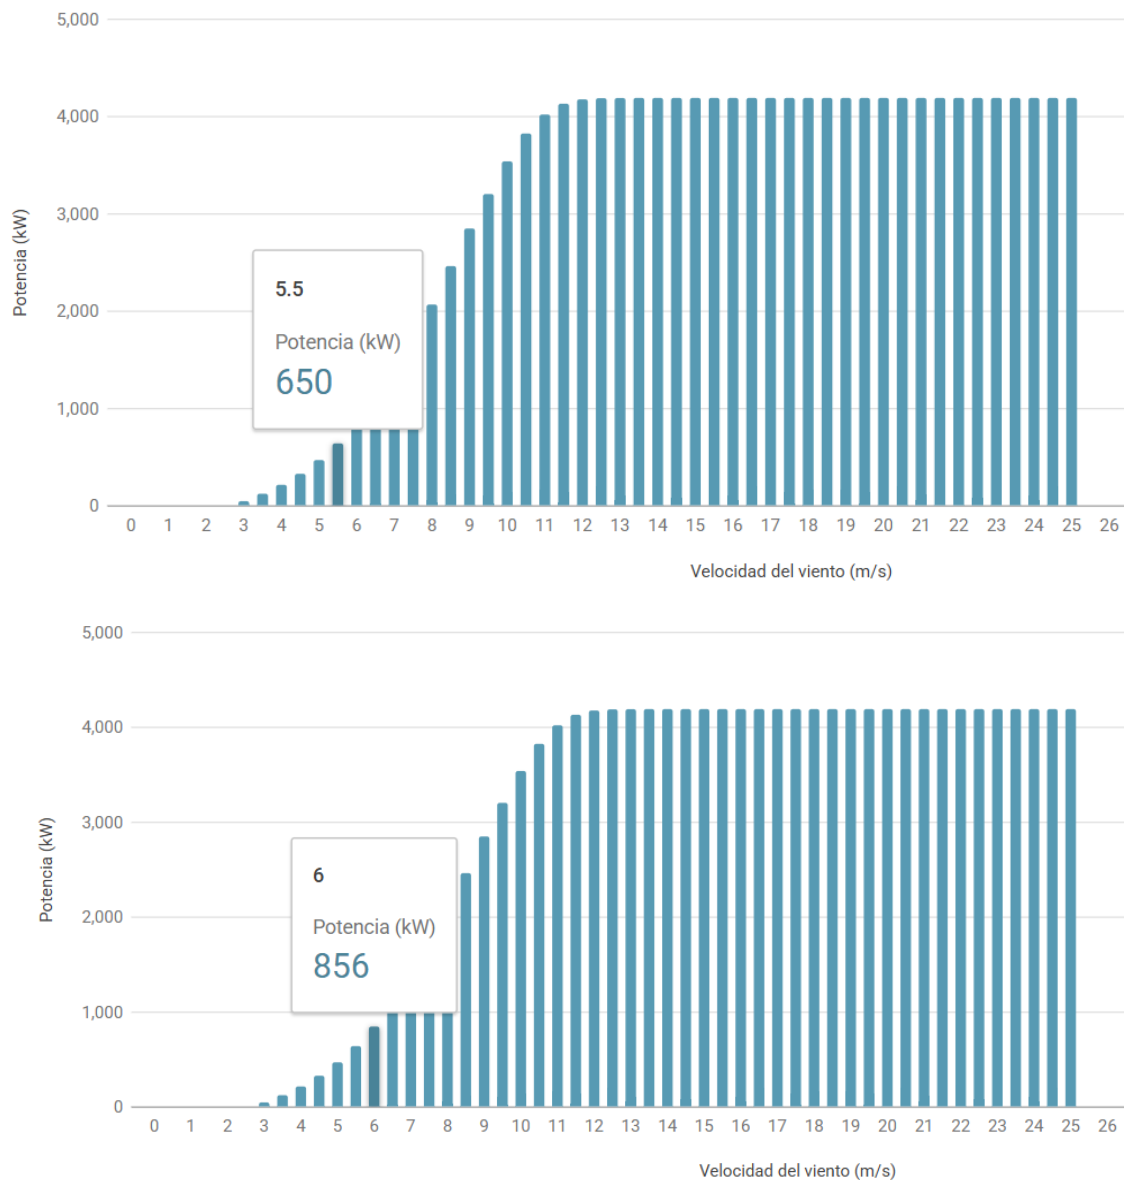 5,000
4,000
3,000
2,000
1,000
0
Potencia (kW)
5.5
Potencia (kW)
650
0 1 2 3 4 5 6 7 8 9 10 11 12 13 14 15 16 17 18 19 20 21 22 23 24 25 26
Velocidad del viento (m/s)
5,000
4,000
3,000
2,000
1,000
0
Potencia (kW)
6
Potencia (kW)
856
0 1 2 3 4 5 6 7 8 9 10 11 12 13 14 15 16 17 18 19 20 21 22 23 24 25 26
Velocidad del viento (m/s)